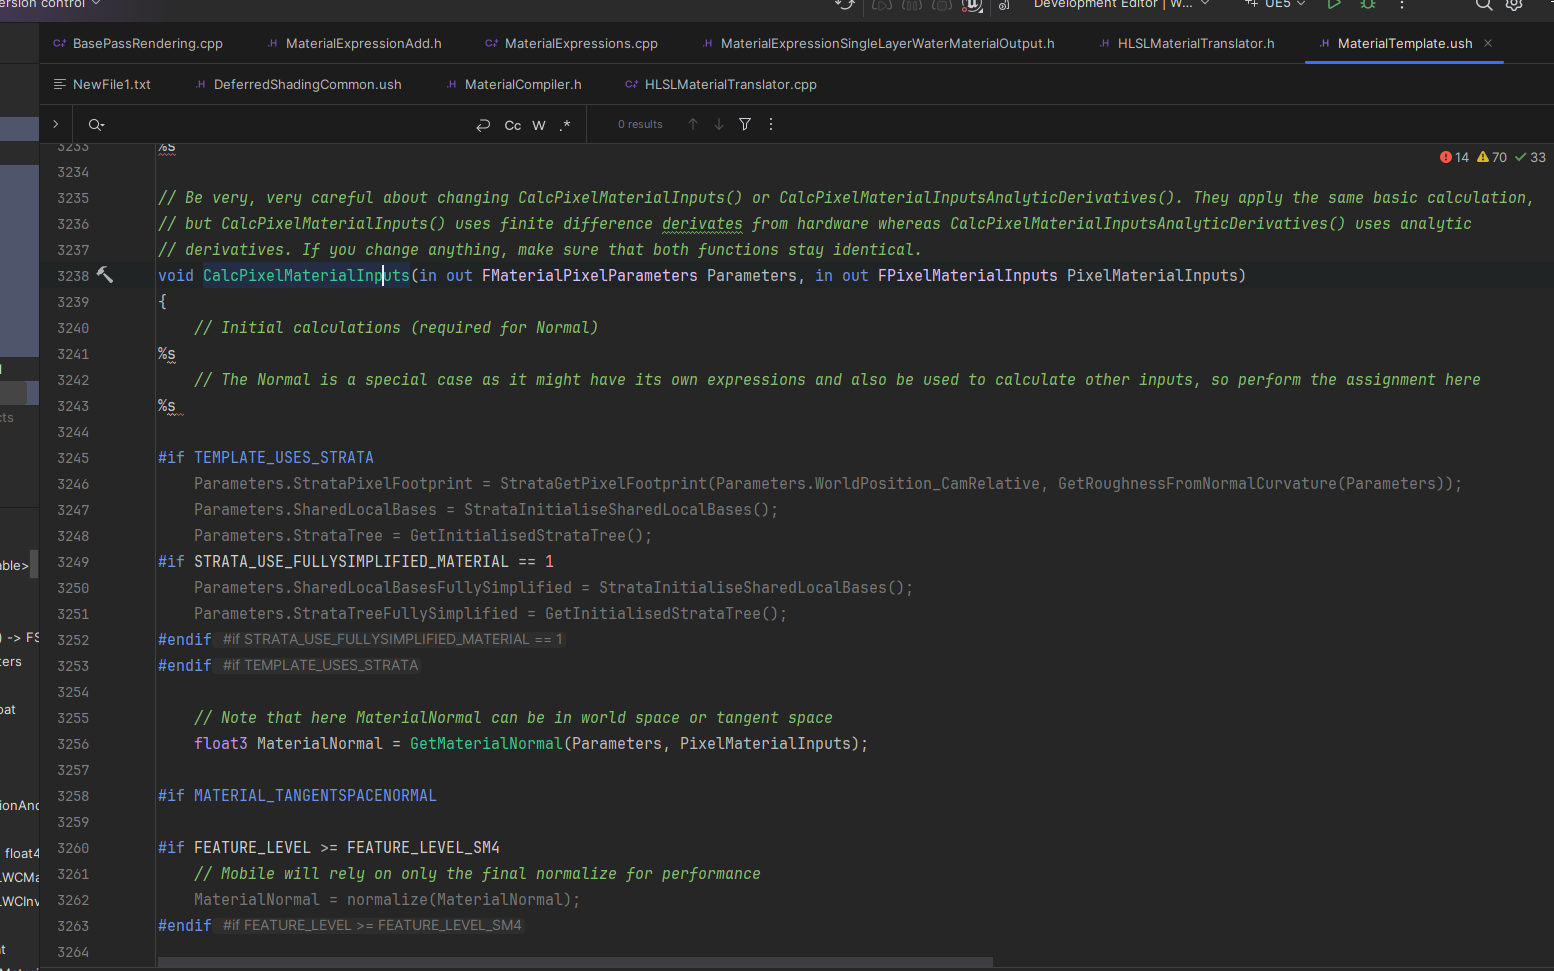 ersion control
Development Editor | W...
UE5
BasePassRendering.cpp
MaterialExpressionAdd.h
MaterialExpressions.cpp
MaterialExpressionSingleLayerWaterMaterialOutput.h
HLSLMaterialTranslator.h
MaterialTemplate.ush
NewFile1.txt
DeferredShadingCommon.ush
MaterialCompiler.h
HLSLMaterialTranslator.cpp
Cc W .* 0 results
14 70 33
3233 %s
3234
3235 // Be very, very careful about changing CalcPixelMaterialInputs() or CalcPixelMaterialInputsAnalyticDerivatives(). They apply the same basic calculation,
3236 // but CalcPixelMaterialInputs() uses finite difference derivates from hardware whereas CalcPixelMaterialInputsAnalyticDerivatives() uses analytic
3237 // derivatives. If you change anything, make sure that both functions stay identical.
3238 void CalcPixelMaterialInputs(in out FMaterialPixelParameters Parameters, in out FPixelMaterialInputs PixelMaterialInputs)
3239 {
3240 // Initial calculations (required for Normal)
3241 %s
3242 // The Normal is a special case as it might have its own expressions and also be used to calculate other inputs, so perform the assignment here
3243 %s
3244
3245 #if TEMPLATE_USES_STRATA
3246 Parameters.StrataPixelFootprint = StrataGetPixelFootprint(Parameters.WorldPosition_CamRelative, GetRoughnessFromNormalCurvature(Parameters));
3247 Parameters.SharedLocalBases = StrataInitialiseSharedLocalBases();
3248 Parameters.StrataTree = GetInitialisedStrataTree();
3249 #if STRATA_USE_FULLYSIMPLIFIED_MATERIAL == 1
3250 Parameters.SharedLocalBasesFullySimplified = StrataInitialiseSharedLocalBases();
3251 Parameters.StrataTreeFullySimplified = GetInitialisedStrataTree();
3252 #endif #if STRATA_USE_FULLYSIMPLIFIED_MATERIAL == 1
3253 #endif #if TEMPLATE_USES_STRATA
3254
3255 // Note that here MaterialNormal can be in world space or tangent space
3256 float3 MaterialNormal = GetMaterialNormal(Parameters, PixelMaterialInputs);
3257
3258 #if MATERIAL_TANGENTSPACENORMAL
3259
3260 #if FEATURE_LEVEL >= FEATURE_LEVEL_SM4
3261 // Mobile will rely on only the final normalize for performance
3262 MaterialNormal = normalize(MaterialNormal);
3263 #endif #if FEATURE_LEVEL >= FEATURE_LEVEL_SM4
3264
cts
able>
) -> FS
ters
oat
ionAnd
float4
LWCMa
LWCInv